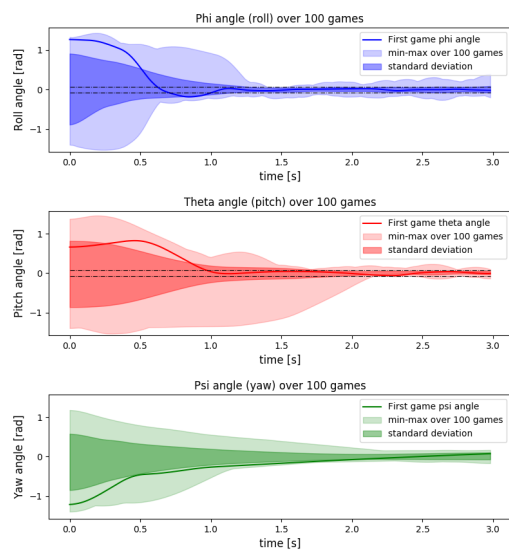 Phi angle (roll) over 100 games
Roll angle [rad]
1
0
−1
First game phi angle
min-max over 100 games
standard deviation
0.0 0.5 1.0 1.5 2.0 2.5 3.0
time [s]
Theta angle (pitch) over 100 games
Pitch angle [rad]
1
0
−1
First game theta angle
min-max over 100 games
standard deviation
0.0 0.5 1.0 1.5 2.0 2.5 3.0
time [s]
Psi angle (yaw) over 100 games
Yaw angle [rad]
1
0
−1
First game psi angle
min-max over 100 games
standard deviation
0.0 0.5 1.0 1.5 2.0 2.5 3.0
time [s]